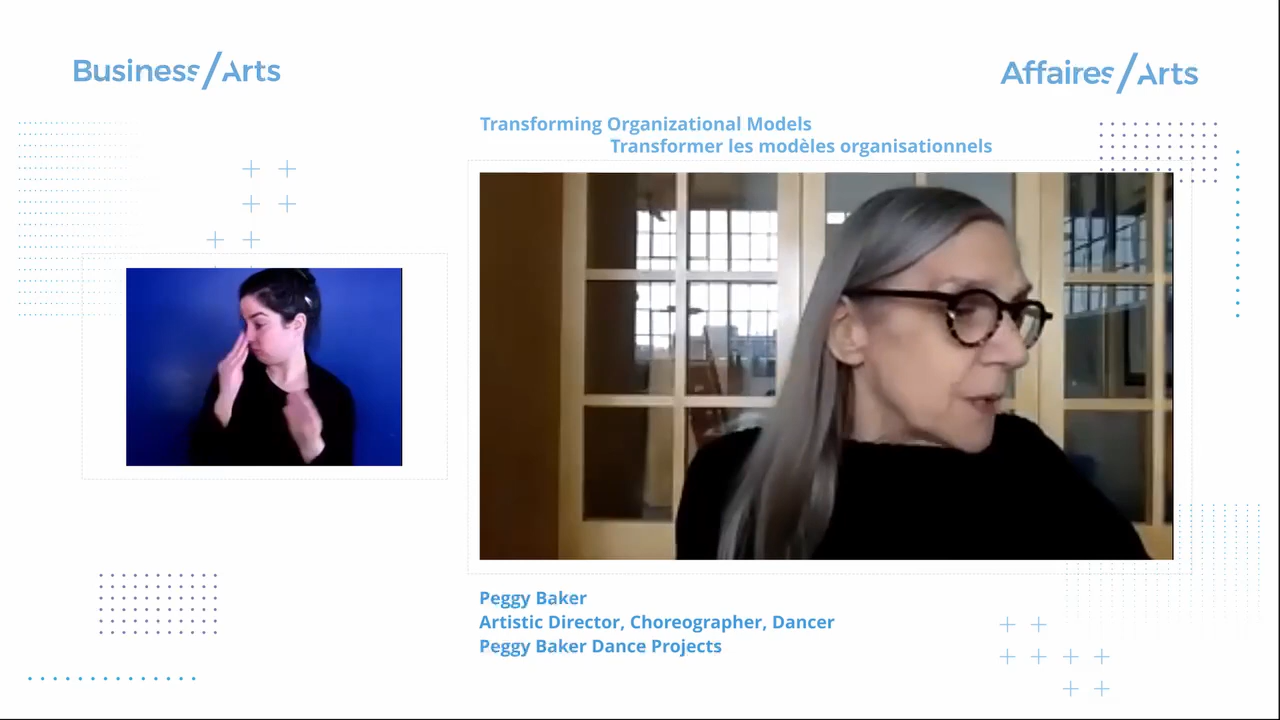 Business/Arts
Affaires/Arts
Transforming Organizational Models
Transformer les modèles organisationnels
Peggy Baker
Artistic Director, Choreographer, Dancer
Peggy Baker Dance Projects